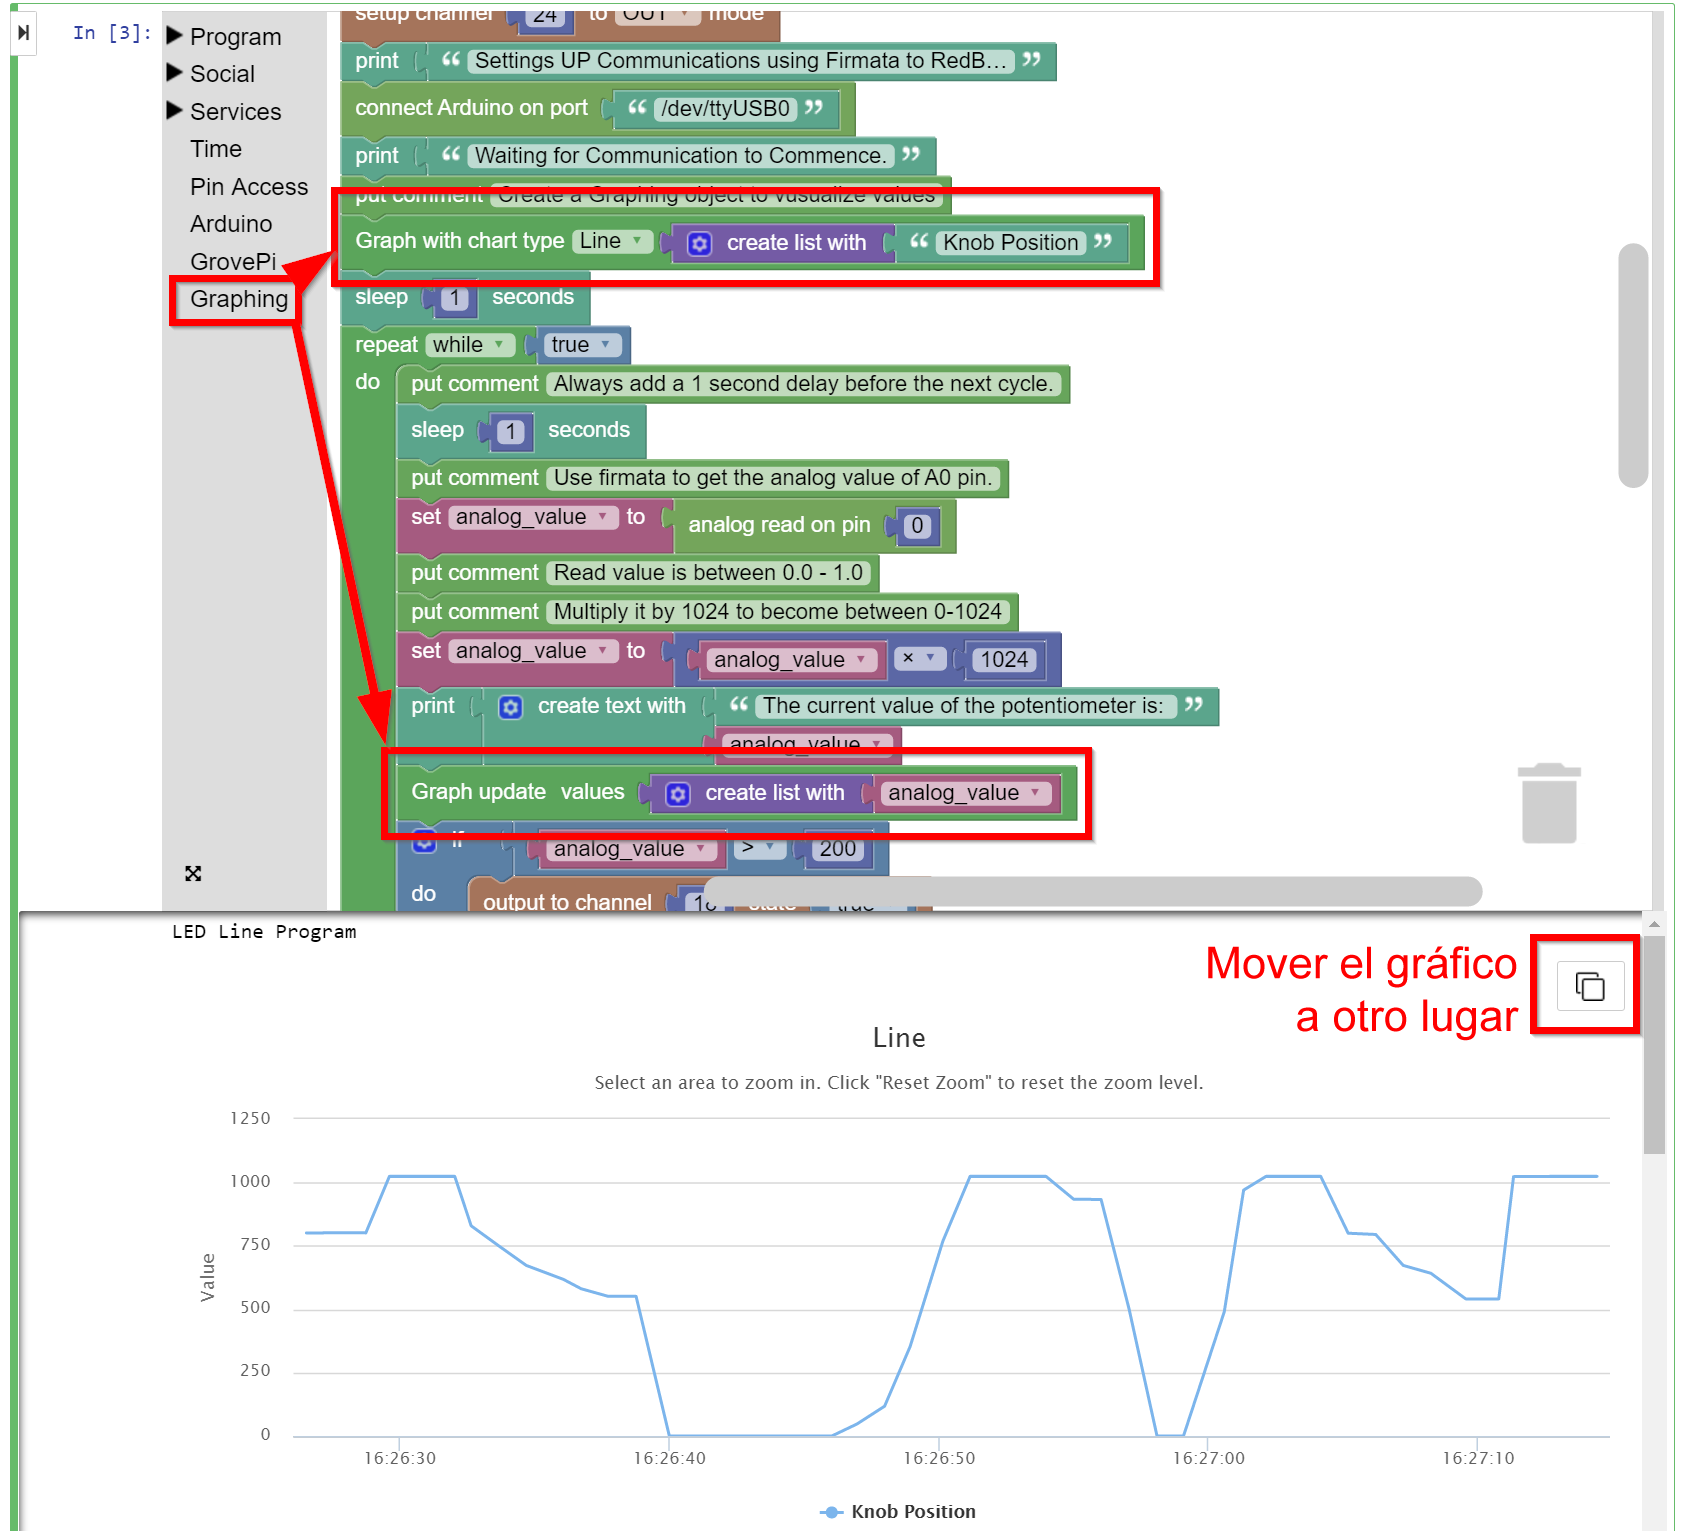 In [3]:
Program
Social
Services
Time
Pin Access
Arduino
GrovePi
Graphing
setup channel 24 to OUT mode
print “ Settings UP Communications using Firmata to RedB... ”
connect Arduino on port “ /dev/ttyUSB0 ”
print “ Waiting for Communication to Commence. ”
put comment Create a Graphing object to vusualize values
Graph with chart type Line create list with “ Knob Position ”
sleep 1 seconds
repeat while true
do put comment Always add a 1 second delay before the next cycle.
sleep 1 seconds
put comment Use firmata to get the analog value of A0 pin.
set analog_value to analog read on pin 0
put comment Read value is between 0.0 - 1.0
put comment Multiply it by 1024 to become between 0-1024
set analog_value to analog_value × 1024
print create text with “ The current value of the potentiometer is: ”
analog_value
Graph update values create list with analog_value
if analog_value > 200
do output to channel state true
LED Line Program
Mover el gráfico
a otro lugar
Line
Select an area to zoom in. Click "Reset Zoom" to reset the zoom level.
Value
1250
1000
750
500
250
0
16:26:30 16:26:40 16:26:50 16:27:00 16:27:10
Knob Position